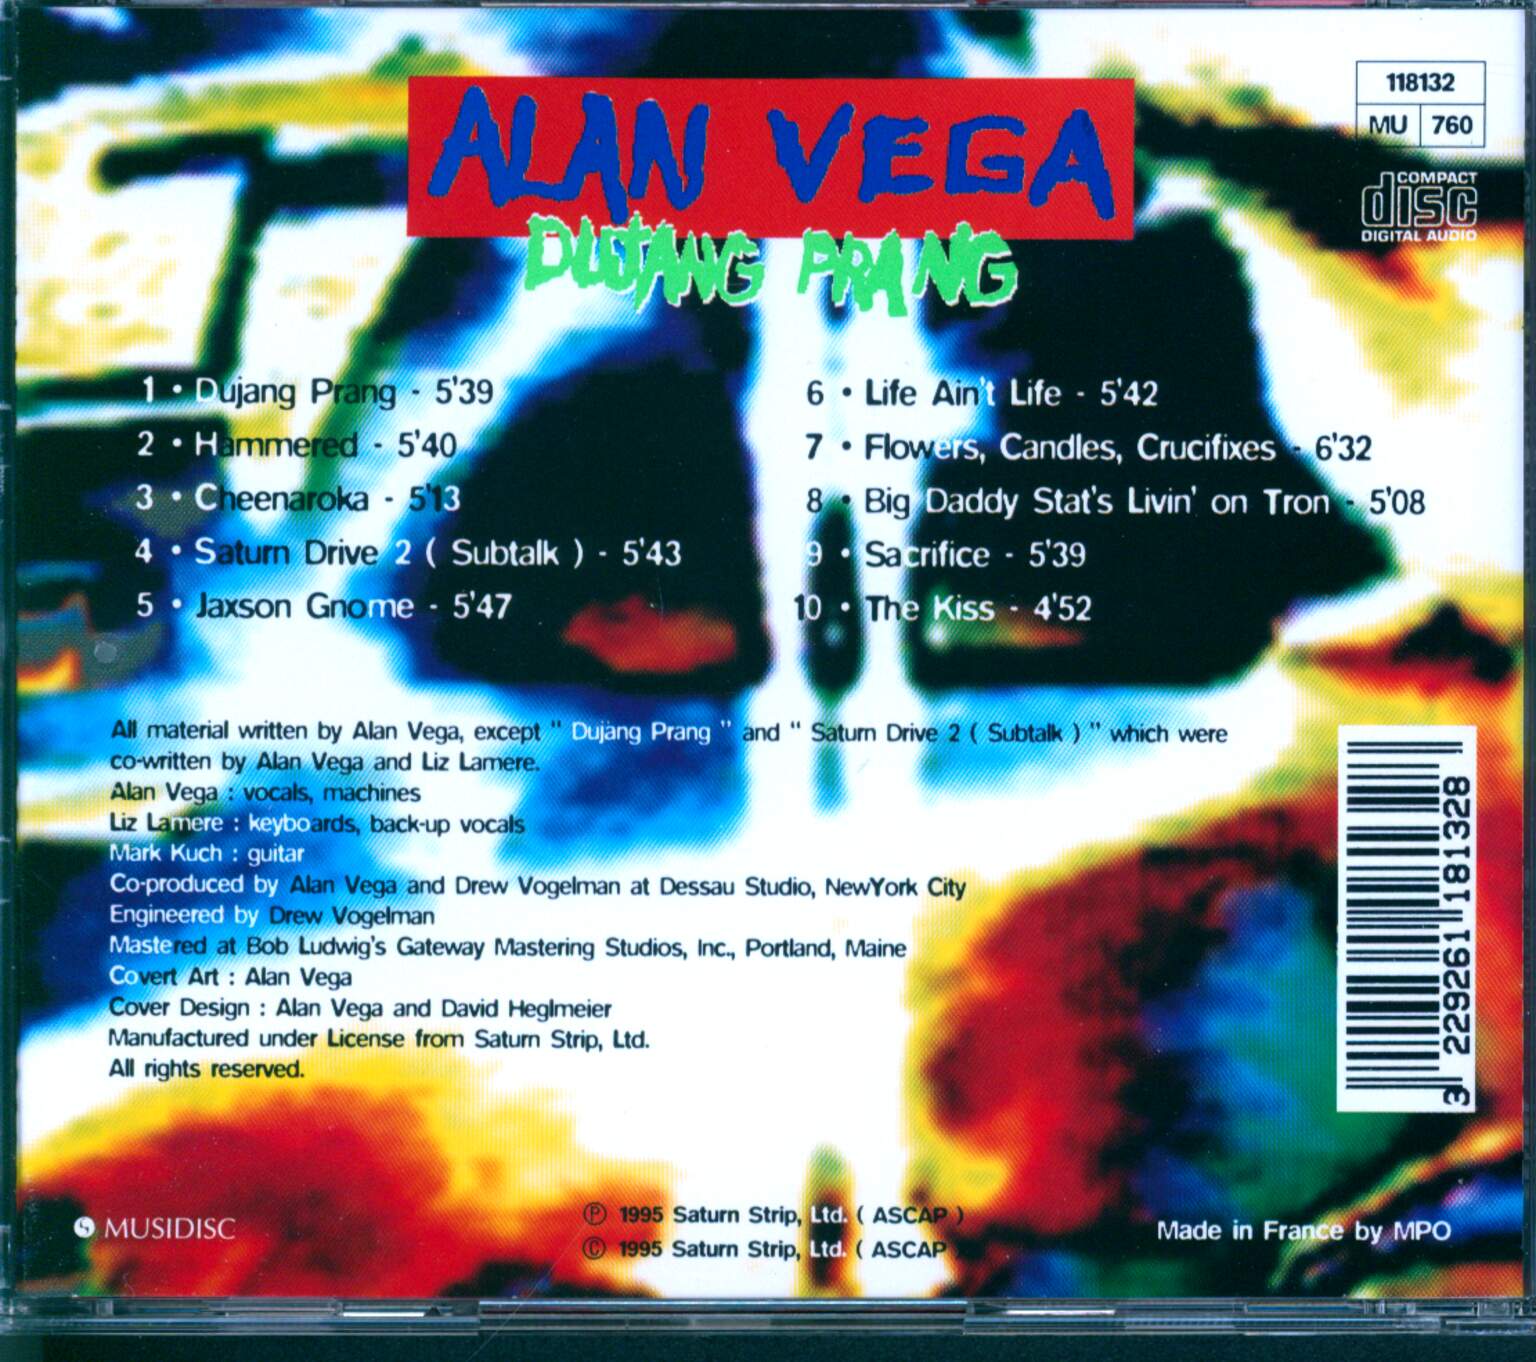 ALAN VEGA
DUJANG PRANG
118132
MU 760
COMPACT
disc
DIGITAL AUDIO
1 • Dujang Prang - 5'39
2 • Hammered - 5'40
3 • Cheenaroka - 5'13
4 • Saturn Drive 2 ( Subtalk ) - 5'43
5 • Jaxson Gnome - 5'47
6 • Life Ain't Life - 5'42
7 • Flowers, Candles, Crucifixes - 6'32
8 • Big Daddy Stat's Livin' on Tron - 5'08
9 • Sacrifice - 5'39
10 • The Kiss - 4'52
All material written by Alan Vega, except " Dujang Prang " and " Saturn Drive 2 ( Subtalk ) " which were
co-written by Alan Vega and Liz Lamere.
Alan Vega : vocals, machines
Liz Lamere : keyboards, back-up vocals
Mark Kuch : guitar
Co-produced by Alan Vega and Drew Vogelman at Dessau Studio, NewYork City
Engineered by Drew Vogelman
Mastered at Bob Ludwig's Gateway Mastering Studios, Inc., Portland, Maine
Covert Art : Alan Vega
Cover Design : Alan Vega and David Heglmeier
Manufactured under License from Saturn Strip, Ltd.
All rights reserved.
3 229261 181328
MUSIDISC
℗ 1995 Saturn Strip, Ltd. ( ASCAP )
© 1995 Saturn Strip, Ltd. ( ASCAP )
Made in France by MPO